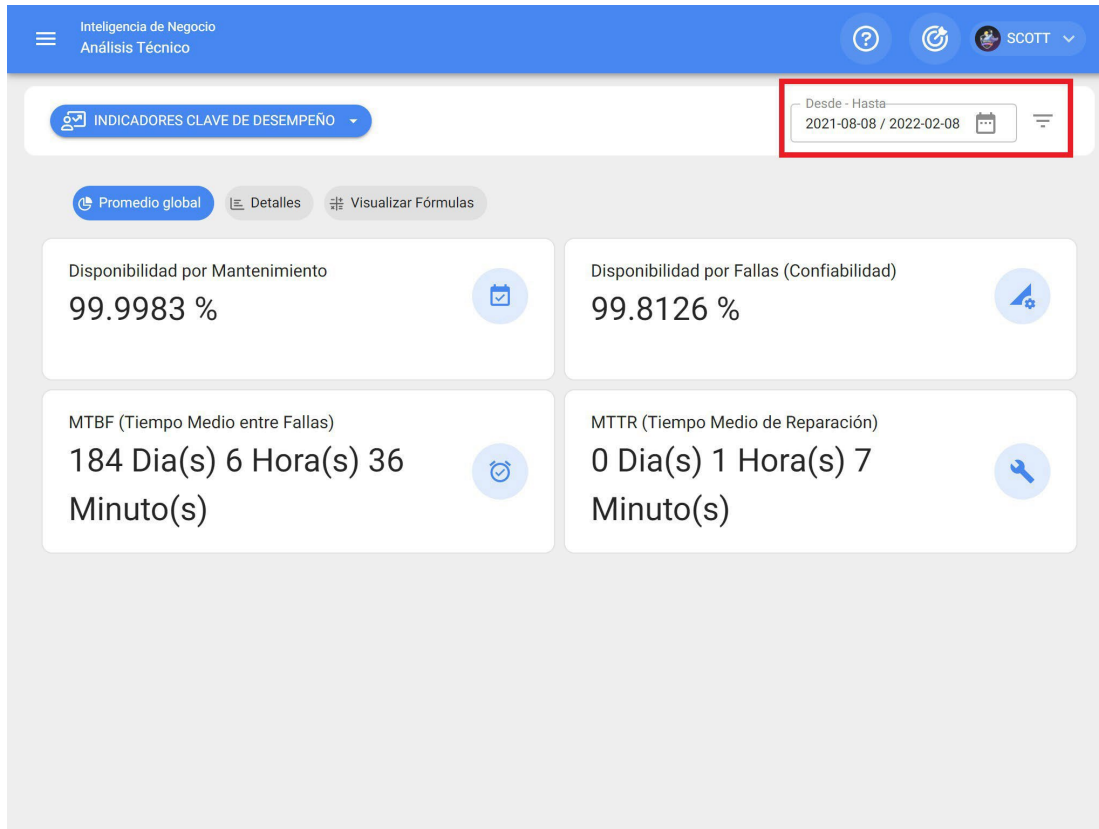 Inteligencia de Negocio
Análisis Técnico
SCOTT
INDICADORES CLAVE DE DESEMPEÑO
Desde - Hasta
2021-08-08 / 2022-02-08
Promedio global
Detalles
Visualizar Fórmulas
Disponibilidad por Mantenimiento
99.9983 %
Disponibilidad por Fallas (Confiabilidad)
99.8126 %
MTBF (Tiempo Medio entre Fallas)
184 Dia(s) 6 Hora(s) 36
Minuto(s)
MTTR (Tiempo Medio de Reparación)
0 Dia(s) 1 Hora(s) 7
Minuto(s)